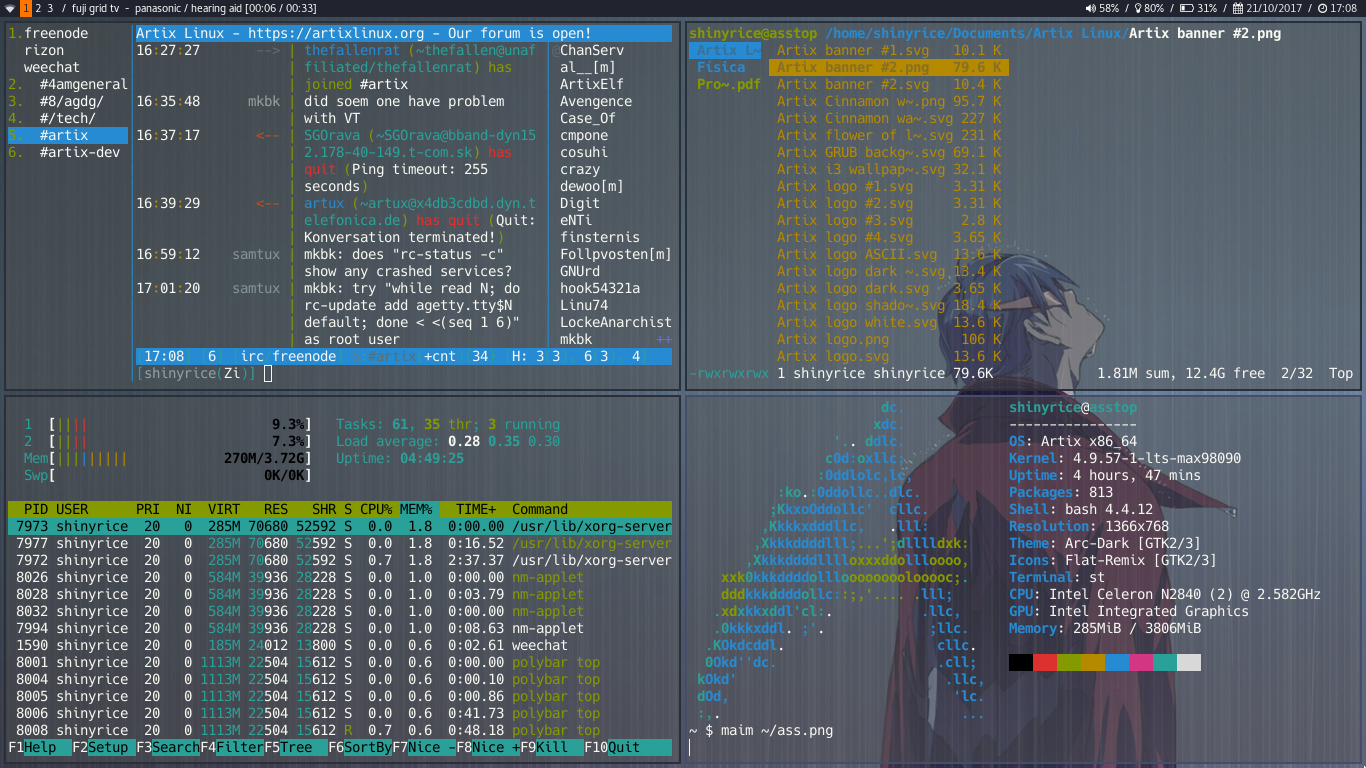 1 2 3 / fuji grid tv - panasonic / hearing aid [00:06 / 00:33] 58% / 80% / 31% / 21/10/2017 / 17:08
1.freenode
rizon
weechat
2. #4amgeneral
3. #8/agdg/
4. #/tech/
5. #artix
6. #artix-dev
Artix Linux - https://artixlinux.org - Our forum is open!
16:27:27 --> | thefallenrat (~thefallen@unaf
filiated/thefallenrat) has
joined #artix
16:35:48 mkbk | did soem one have problem
with VT
16:37:17 <-- | SGOrava (~SGOrava@bband-dyn15
2.178-40-149.t-com.sk) has
quit (Ping timeout: 255
seconds)
16:39:29 <-- | artux (~artux@x4db3cdbd.dyn.t
elefonica.de) has quit (Quit:
Konversation terminated!)
16:59:12 samtux | mkbk: does "rc-status -c"
show any crashed services?
17:01:20 samtux | mkbk: try "while read N; do
rc-update add agetty.tty$N
default; done < <(seq 1 6)"
as root user
@ChanServ
al__[m]
ArtixElf
Avengence
Case_Of
cmpone
cosuhi
crazy
dewoo[m]
Digit
eNTi
finsternis
Follpvosten[m]
GNUrd
hook54321a
Linu74
LockeAnarchist
mkbk ++
17:08 6 irc freenode 5 #artix +cnt 34 H: 3 3 6 3 4
[shinyrice(Zi)]
shinyrice@asstop /home/shinyrice/Documents/Artix Linux/Artix banner #2.png
Artix L~
Física
Pro~.pdf
Artix banner #1.svg 10.1 K
Artix banner #2.png 79.6 K
Artix banner #2.svg 10.4 K
Artix Cinnamon w~.png 95.7 K
Artix Cinnamon wa~.svg 227 K
Artix flower of l~.svg 231 K
Artix GRUB backg~.svg 69.1 K
Artix i3 wallpap~.svg 32.1 K
Artix logo #1.svg 3.31 K
Artix logo #2.svg 3.31 K
Artix logo #3.svg 2.8 K
Artix logo #4.svg 3.65 K
Artix logo ASCII.svg 13.6 K
Artix logo dark ~.svg 13.4 K
Artix logo dark.svg 3.65 K
Artix logo shado~.svg 18.4 K
Artix logo white.svg 13.6 K
Artix logo.png 106 K
Artix logo.svg 13.6 K
-rwxrwxrwx 1 shinyrice shinyrice 79.6K 1.81M sum, 12.4G free 2/32 Top
1 [|||| 9.3%] Tasks: 61, 35 thr; 3 running
2 [|||| 7.3%] Load average: 0.28 0.35 0.30
Mem[||||||||| 270M/3.72G] Uptime: 04:49:25
Swp[ 0K/0K]
PID USER PRI NI VIRT RES SHR S CPU% MEM% TIME+ Command
7973 shinyrice 20 0 285M 70680 52592 S 0.0 1.8 0:00.00 /usr/lib/xorg-server
7977 shinyrice 20 0 285M 70680 52592 S 0.0 1.8 0:16.52 /usr/lib/xorg-server
7972 shinyrice 20 0 285M 70680 52592 S 0.7 1.8 2:37.37 /usr/lib/xorg-server
8026 shinyrice 20 0 584M 39936 28228 S 0.0 1.0 0:00.00 nm-applet
8028 shinyrice 20 0 584M 39936 28228 S 0.0 1.0 0:03.79 nm-applet
8032 shinyrice 20 0 584M 39936 28228 S 0.0 1.0 0:00.00 nm-applet
7994 shinyrice 20 0 584M 39936 28228 S 0.0 1.0 0:08.63 nm-applet
1590 shinyrice 20 0 185M 24012 13800 S 0.0 0.6 0:02.61 weechat
8001 shinyrice 20 0 1113M 22504 15612 S 0.0 0.6 0:00.00 polybar top
8004 shinyrice 20 0 1113M 22504 15612 S 0.0 0.6 0:00.10 polybar top
8005 shinyrice 20 0 1113M 22504 15612 S 0.0 0.6 0:00.86 polybar top
8006 shinyrice 20 0 1113M 22504 15612 S 0.0 0.6 0:41.73 polybar top
8008 shinyrice 20 0 1113M 22504 15612 R 0.7 0.6 0:48.18 polybar top
F1Help F2Setup F3SearchF4FilterF5Tree F6SortByF7Nice -F8Nice +F9Kill F10Quit
shinyrice@asstop
----------------
OS: Artix x86_64
Kernel: 4.9.57-1-lts-max98090
Uptime: 4 hours, 47 mins
Packages: 813
Shell: bash 4.4.12
Resolution: 1366x768
Theme: Arc-Dark [GTK2/3]
Icons: Flat-Remix [GTK2/3]
Terminal: st
CPU: Intel Celeron N2840 (2) @ 2.582GHz
GPU: Intel Integrated Graphics
Memory: 285MiB / 3806MiB
~ $ maim ~/ass.png